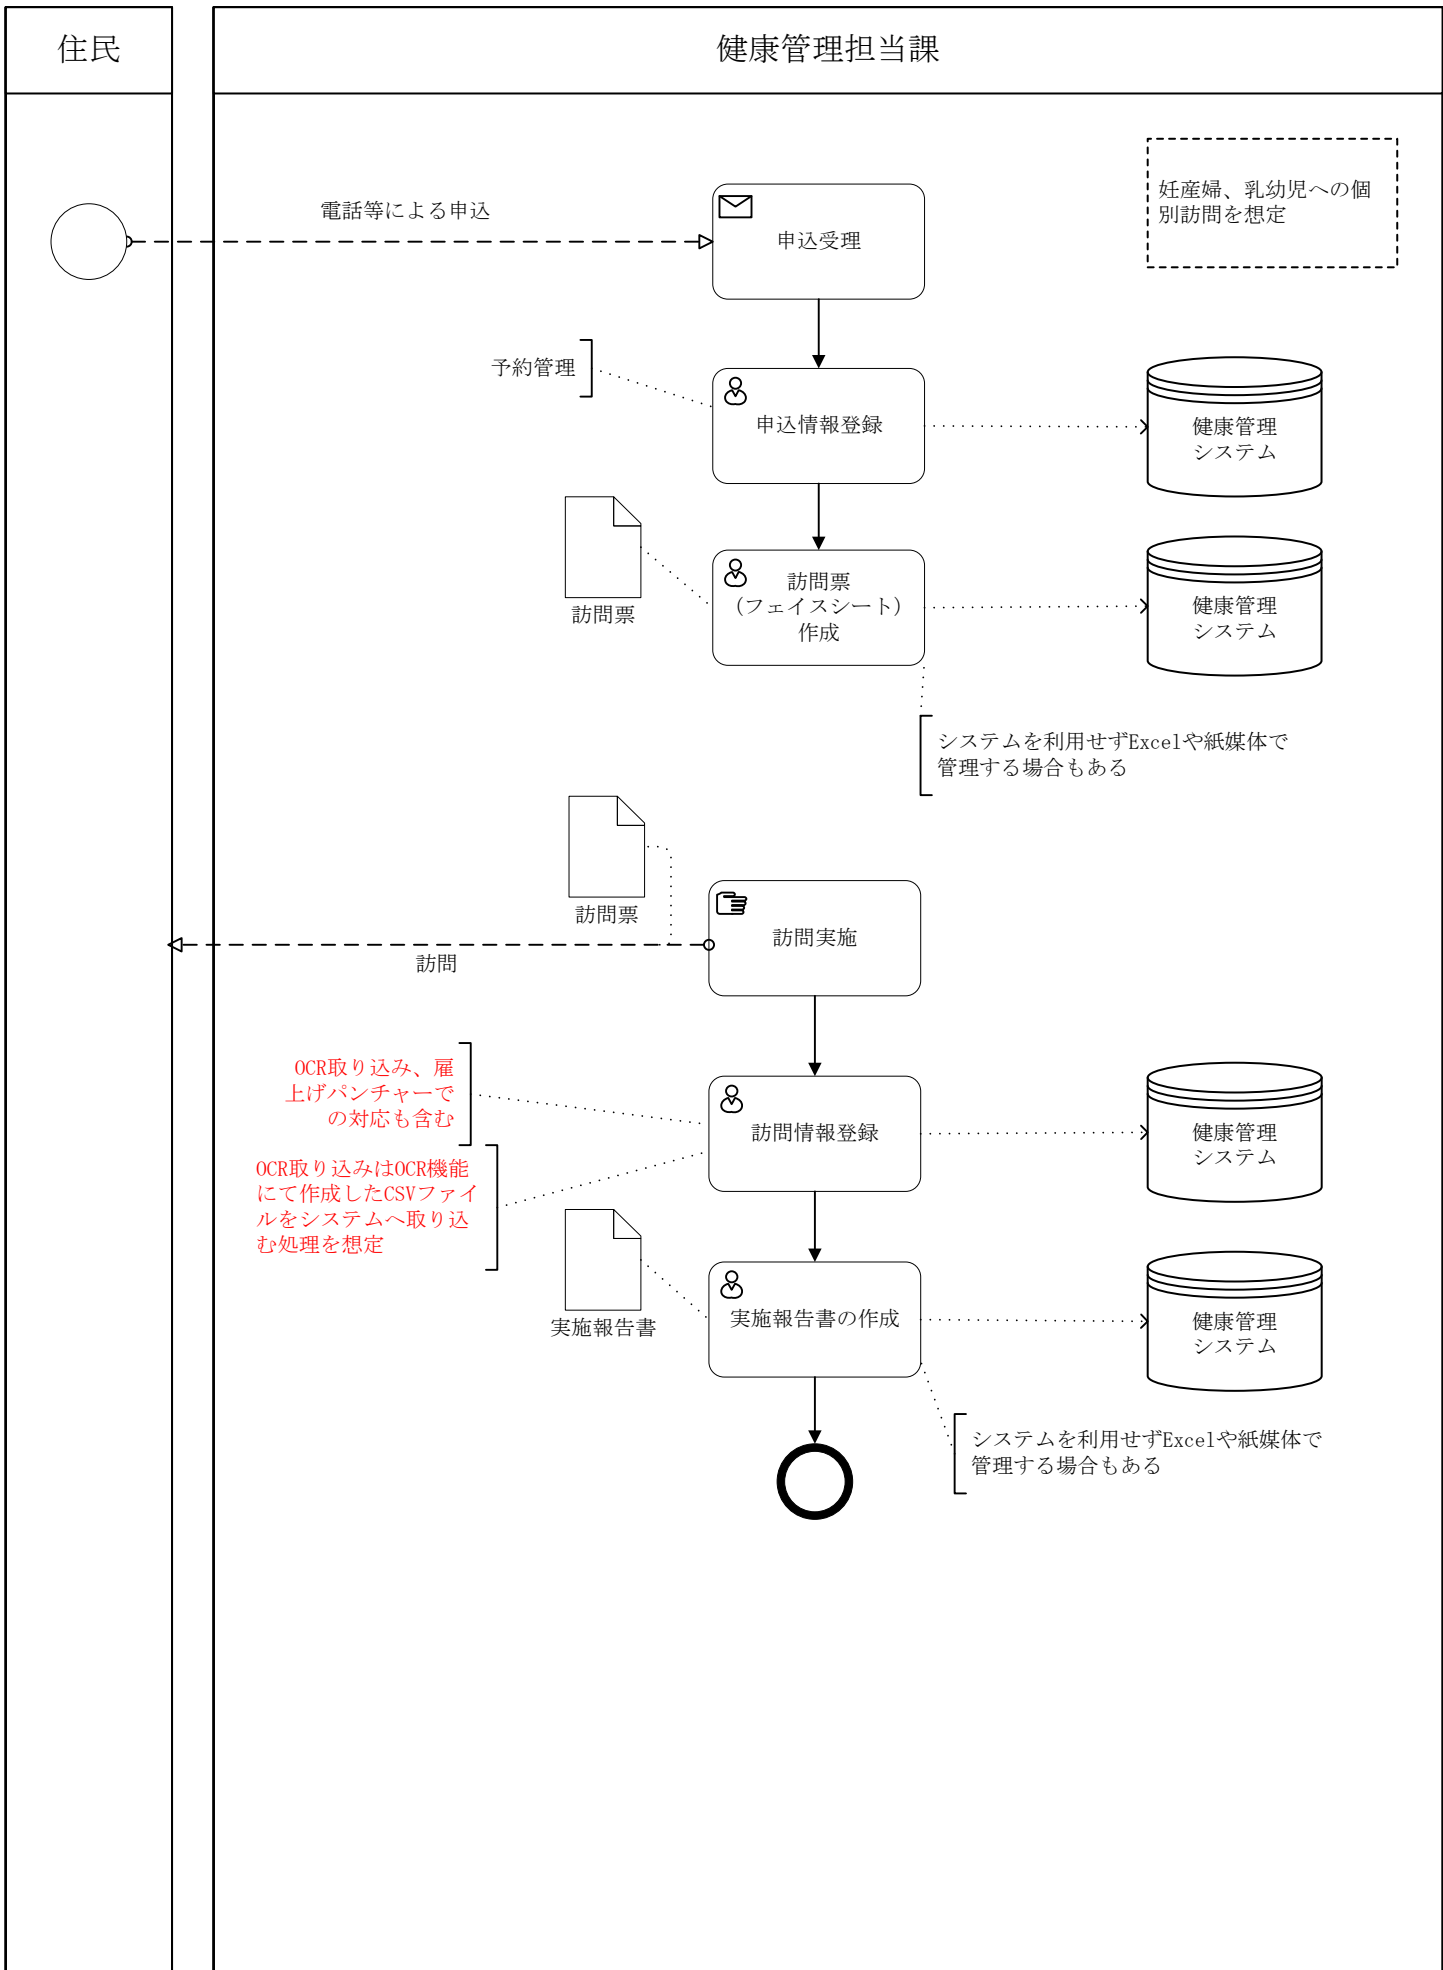 住民
健康管理担当課
妊産婦、乳幼児への個
別訪問を想定
電話等による申込
申込受理
予約管理
申込情報登録
健康管理
システム
訪問票
訪問票
（フェイスシート）
作成
健康管理
システム
システムを利用せずExcelや紙媒体で
管理する場合もある
訪問票
訪問実施
訪問
OCR取り込み、雇
上げパンチャーで
の対応も含む
訪問情報登録
健康管理
システム
OCR取り込みはOCR機能
にて作成したCSVファイ
ルをシステムへ取り込
む処理を想定
実施報告書
実施報告書の作成
健康管理
システム
システムを利用せずExcelや紙媒体で
管理する場合もある